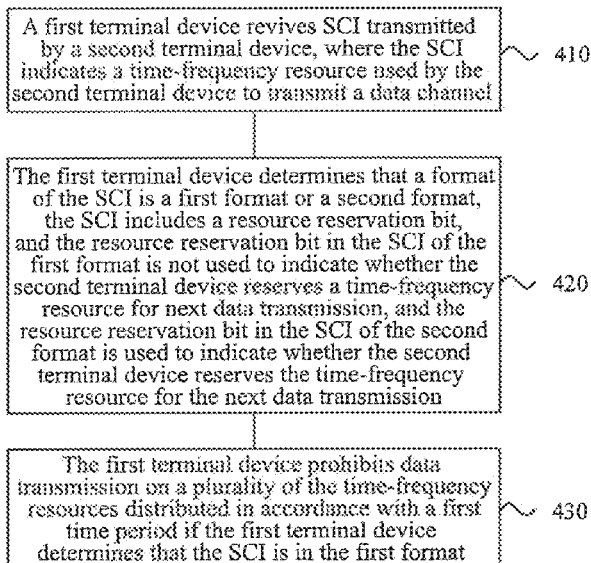 A first terminal device revives SCI transmitted
by a second terminal device, where the SCI
indicates a time-frequency resource used by the
second terminal device to transmit a data channel
410
The first terminal device determines that a format
of the SCI is a first format or a second format,
the SCI includes a resource reservation bit,
and the resource reservation bit in the SCI of the
first format is not used to indicate whether the
second terminal device reserves a time-frequency
resource for next data transmission, and the
resource reservation bit in the SCI of the second
format is used to indicate whether the second
terminal device reserves the time-frequency
resource for the next data transmission
420
The first terminal device prohibits data
transmission on a plurality of the time-frequency
resources distributed in accordance with a first
time period if the first terminal device
determines that the SCI is in the first format
430